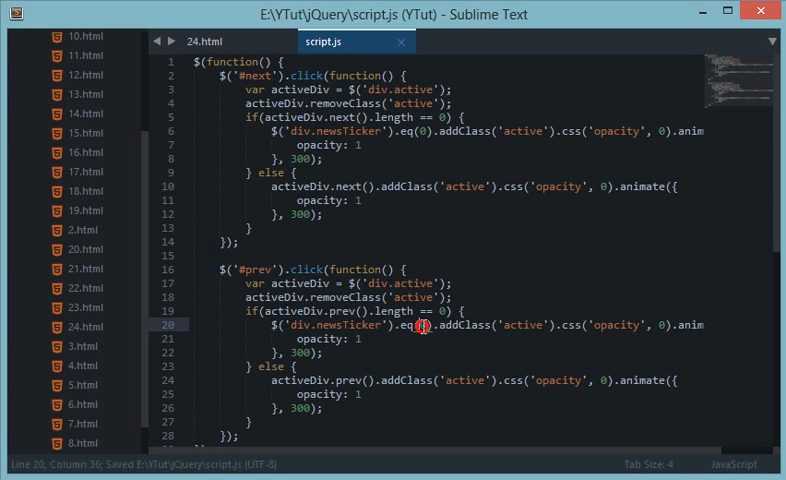 E:\YTut\jQuery\script.js (YTut) - Sublime Text
10.html
11.html
12.html
13.html
14.html
15.html
16.html
17.html
18.html
19.html
2.html
20.html
21.html
22.html
23.html
24.html
3.html
4.html
5.html
6.html
7.html
8.html
24.html
script.js
1 $(function() {
2 $('#next').click(function() {
3 var activeDiv = $('div.active');
4 activeDiv.removeClass('active');
5 if(activeDiv.next().length == 0) {
6 $('div.newsTicker').eq(0).addClass('active').css('opacity', 0).anim
7 opacity: 1
8 }, 300);
9 } else {
10 activeDiv.next().addClass('active').css('opacity', 0).animate({
11 opacity: 1
12 }, 300);
13 }
14 });
15
16 $('#prev').click(function() {
17 var activeDiv = $('div.active');
18 activeDiv.removeClass('active');
19 if(activeDiv.prev().length == 0) {
20 $('div.newsTicker').eq(0).addClass('active').css('opacity', 0).anim
21 opacity: 1
22 }, 300);
23 } else {
24 activeDiv.prev().addClass('active').css('opacity', 0).animate({
25 opacity: 1
26 }, 300);
27 }
28 });
Line 20, Column 36; Saved E:\YTut\jQuery\script.js (UTF-8)
Tab Size: 4
JavaScript